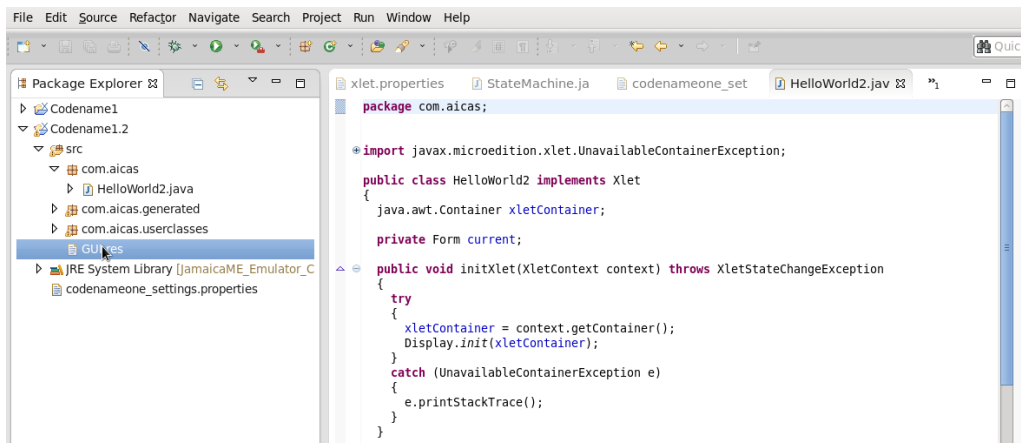 File Edit Source Refactor Navigate Search Project Run Window Help
Quic
Package Explorer
xlet.properties StateMachine.ja codenameone_set HelloWorld2.jav »1
Codename1
Codename1.2
src
com.aicas
HelloWorld2.java
com.aicas.generated
com.aicas.userclasses
JRE System Library [JamaicaME_Emulator_C
codenameone_settings.properties
package com.aicas;
import javax.microedition.xlet.UnavailableContainerException;
public class HelloWorld2 implements Xlet
{
java.awt.Container xletContainer;
private Form current;
public void initXlet(XletContext context) throws XletStateChangeException
{
try
{
xletContainer = context.getContainer();
Display.init(xletContainer);
}
catch (UnavailableContainerException e)
{
e.printStackTrace();
}
}